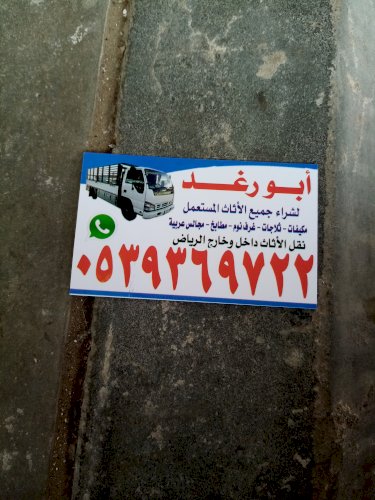 أبو رغد
لشراء جميع الأثاث المستعمل
مكيفات - ثلاجات - غرف نوم - مطابخ - مجالس عربية
نقل الأثاث داخل وخارج الرياض
٠٥٣٩٣٦٩٧٢٢